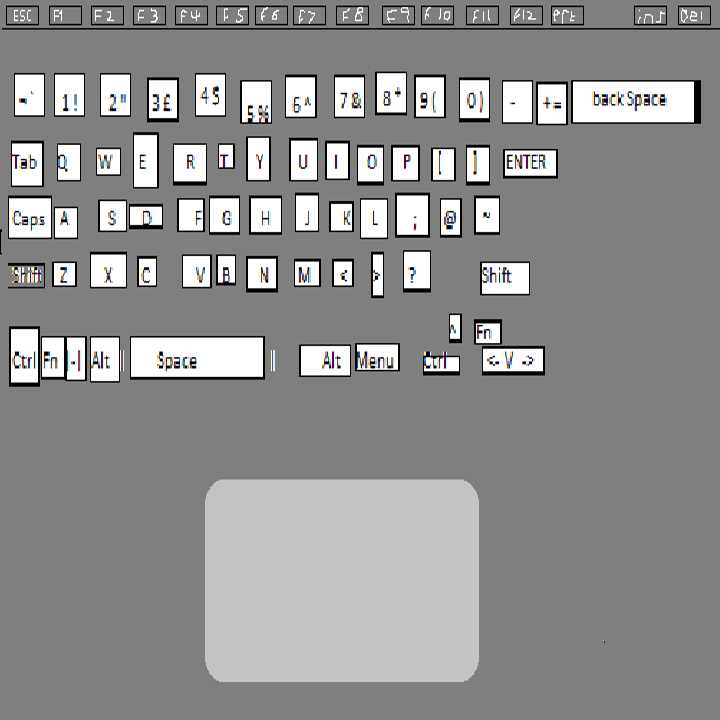 ESC F1 F2 F3 F4 F5 F6 F7 F8 F9 F10 F11 F12 Prt ins Del
¬` 1! 2" 3£ 4$ 5% 6^ 7& 8* 9( 0) - += backSpace
Tab Q W E R T Y U I O P [ ] ENTER
Caps A S D F G H J K L ; @ ~
Shift Z X C V B N M < > ? Shift
^ Fn
Ctrl Fn |-| Alt Space Alt Menu Ctrl <- V ->